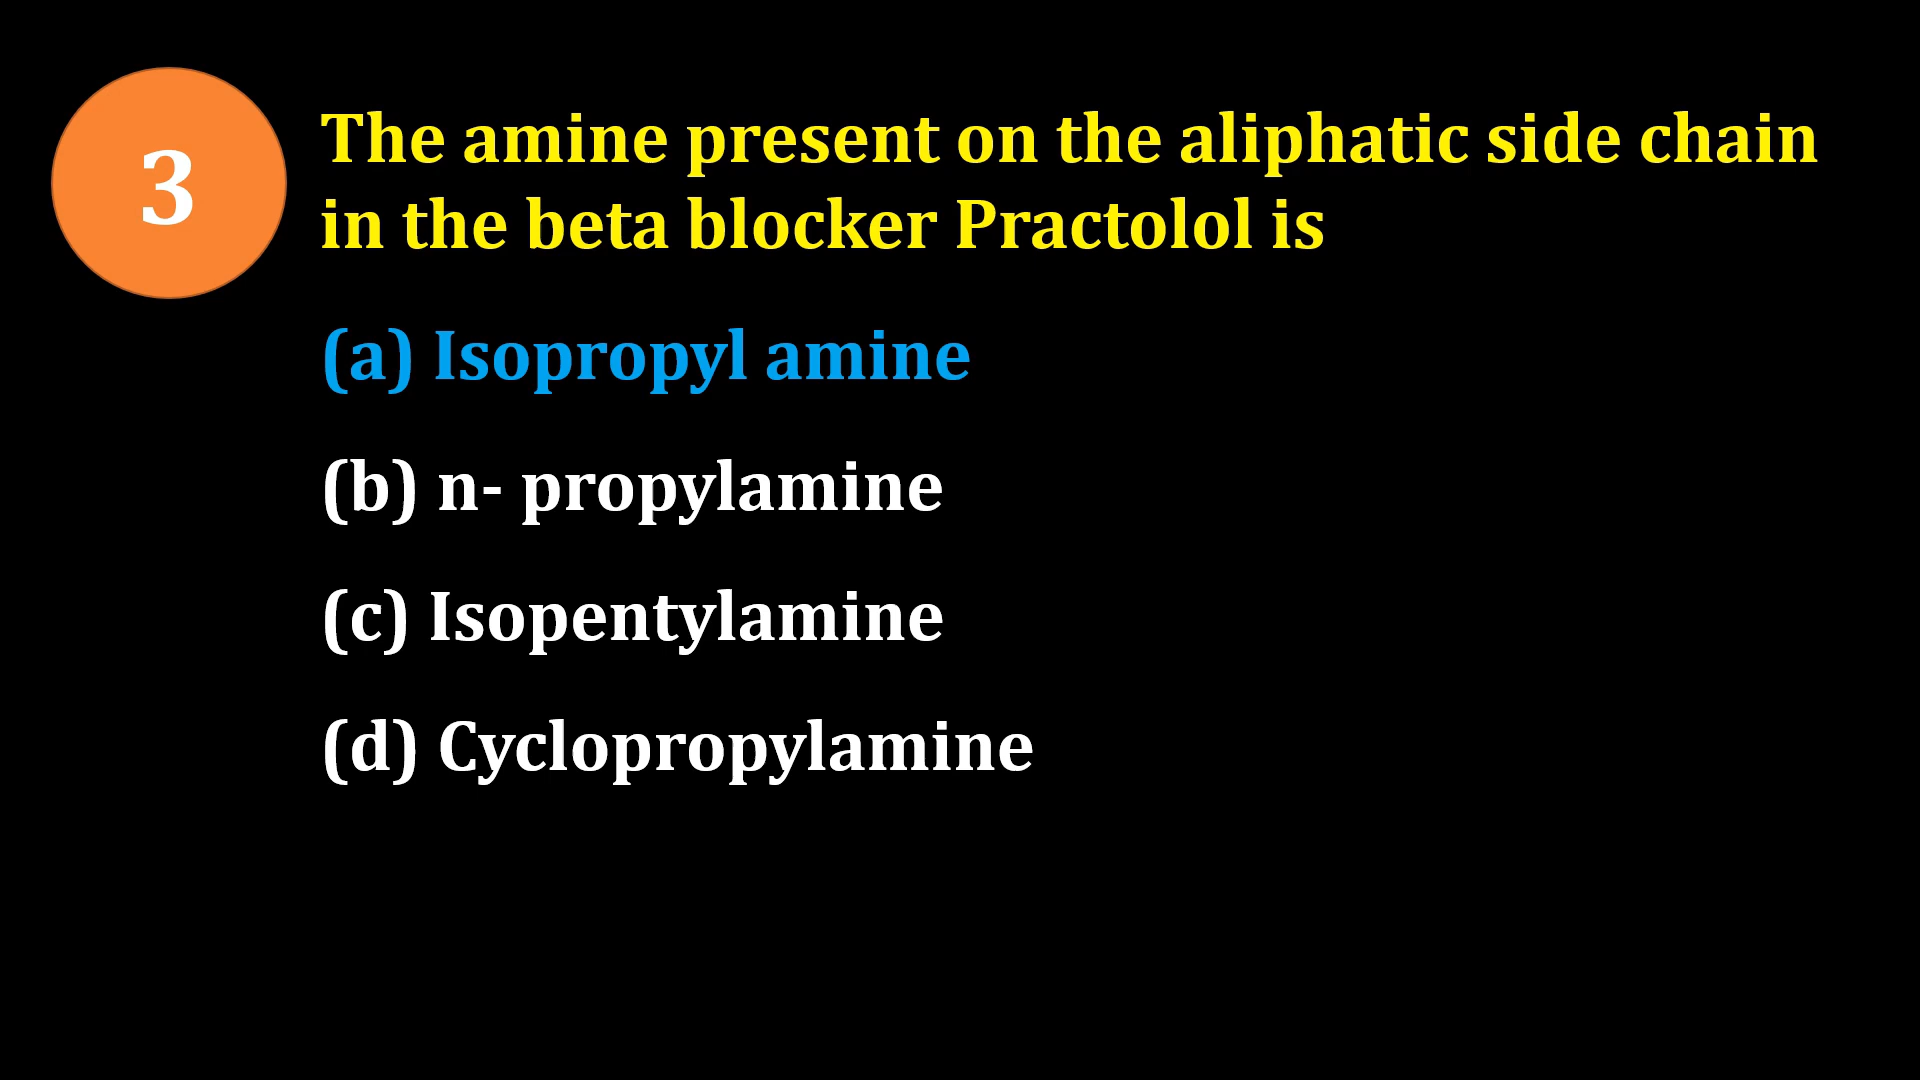 3
The amine present on the aliphatic side chain
in the beta blocker Practolol is
(a) Isopropyl amine
(b) n- propylamine
(c) Isopentylamine
(d) Cyclopropylamine